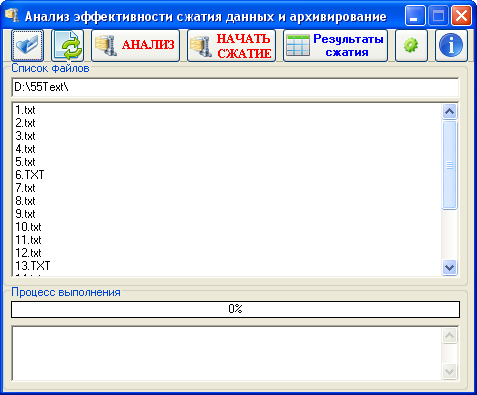 Анализ эффективности сжатия данных и архивирование
АНАЛИЗ
НАЧАТЬ
СЖАТИЕ
Результаты
сжатия
Список файлов
D:\55Text\
1.txt
2.txt
3.txt
4.txt
5.txt
6.TXT
7.txt
8.txt
9.txt
10.txt
11.txt
12.txt
13.TXT
Процесс выполнения
0%